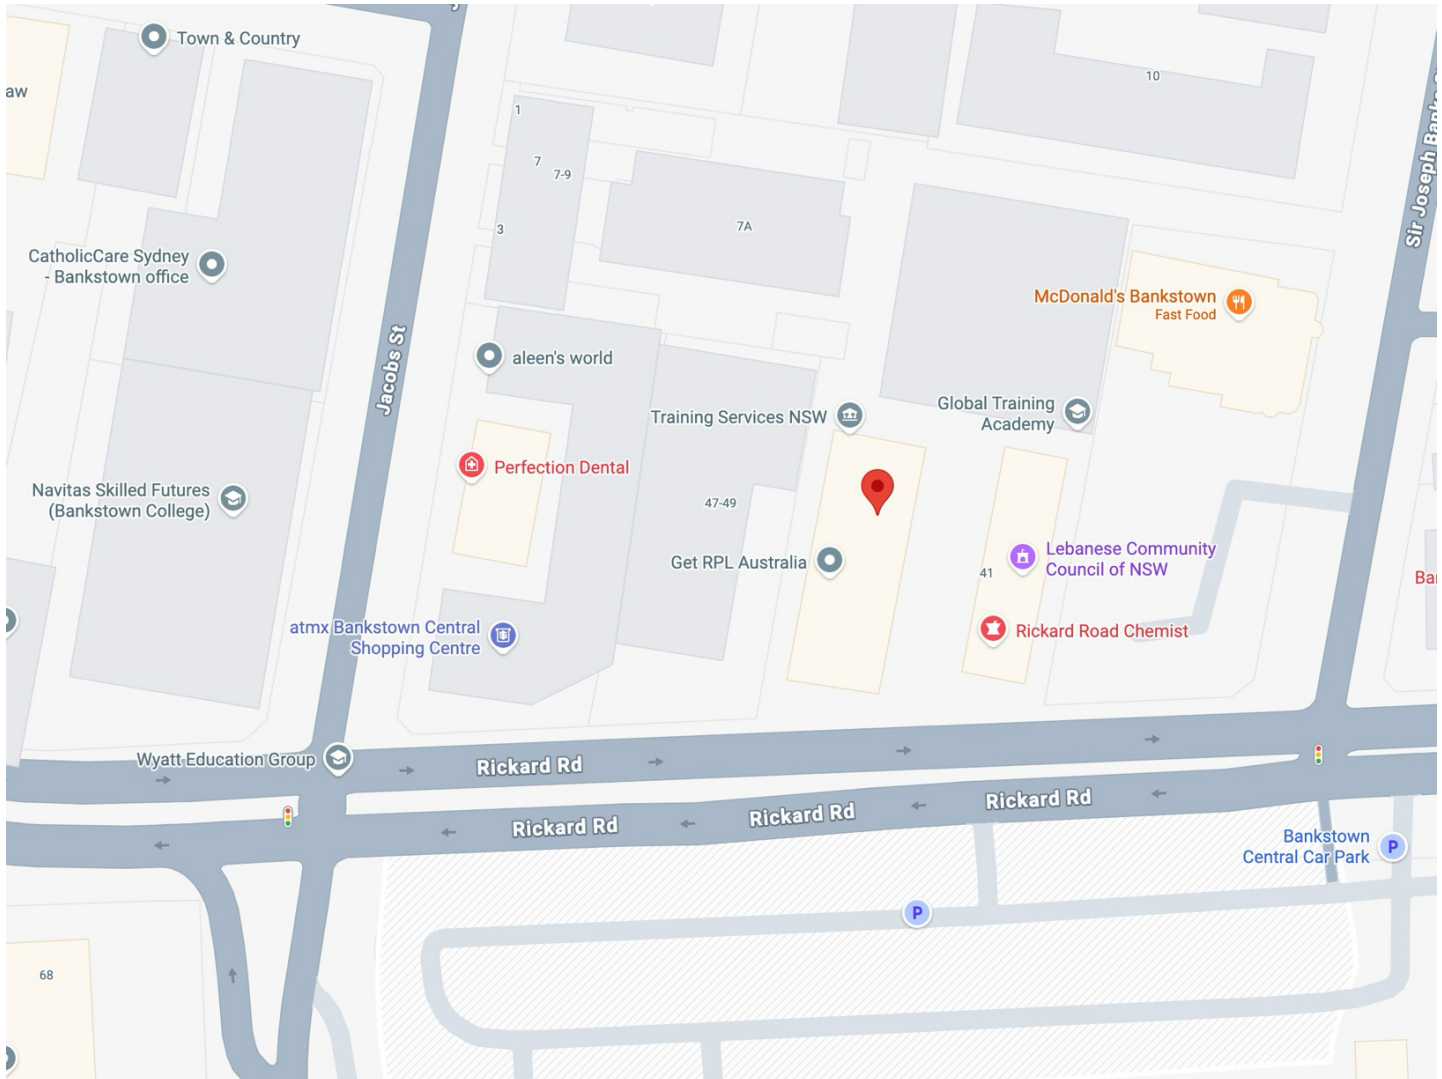 Town & Country
aw
10
1
7
7-9
3
7A
Sir Joseph Banks S
CatholicCare Sydney
- Bankstown office
McDonald's Bankstown
Fast Food
Jacobs St
aleen's world
Training Services NSW
Global Training
Academy
Perfection Dental
Navitas Skilled Futures
(Bankstown College)
47-49
Get RPL Australia
41
Lebanese Community
Council of NSW
Ba
atmx Bankstown Central
Shopping Centre
Rickard Road Chemist
Wyatt Education Group
Rickard Rd
Rickard Rd
Rickard Rd
Rickard Rd
Bankstown
Central Car Park
P
P
68